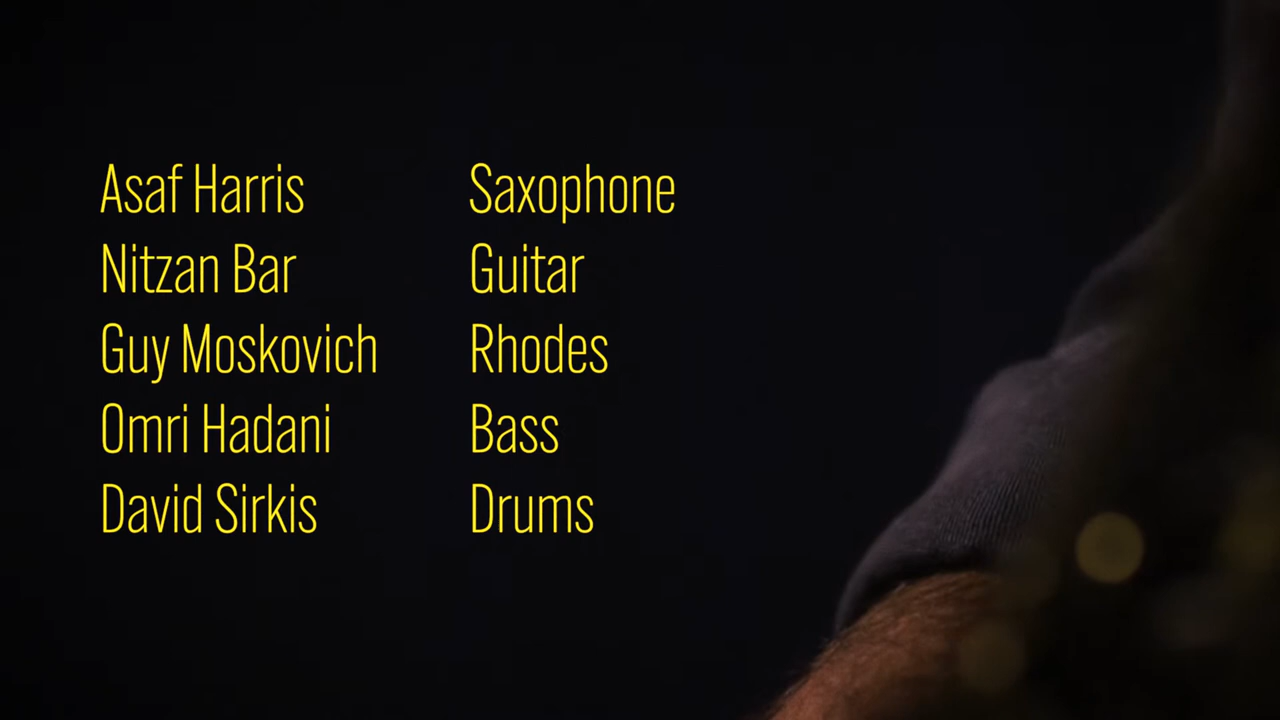 Asaf Harris Saxophone
Nitzan Bar Guitar
Guy Moskovich Rhodes
Omri Hadani Bass
David Sirkis Drums